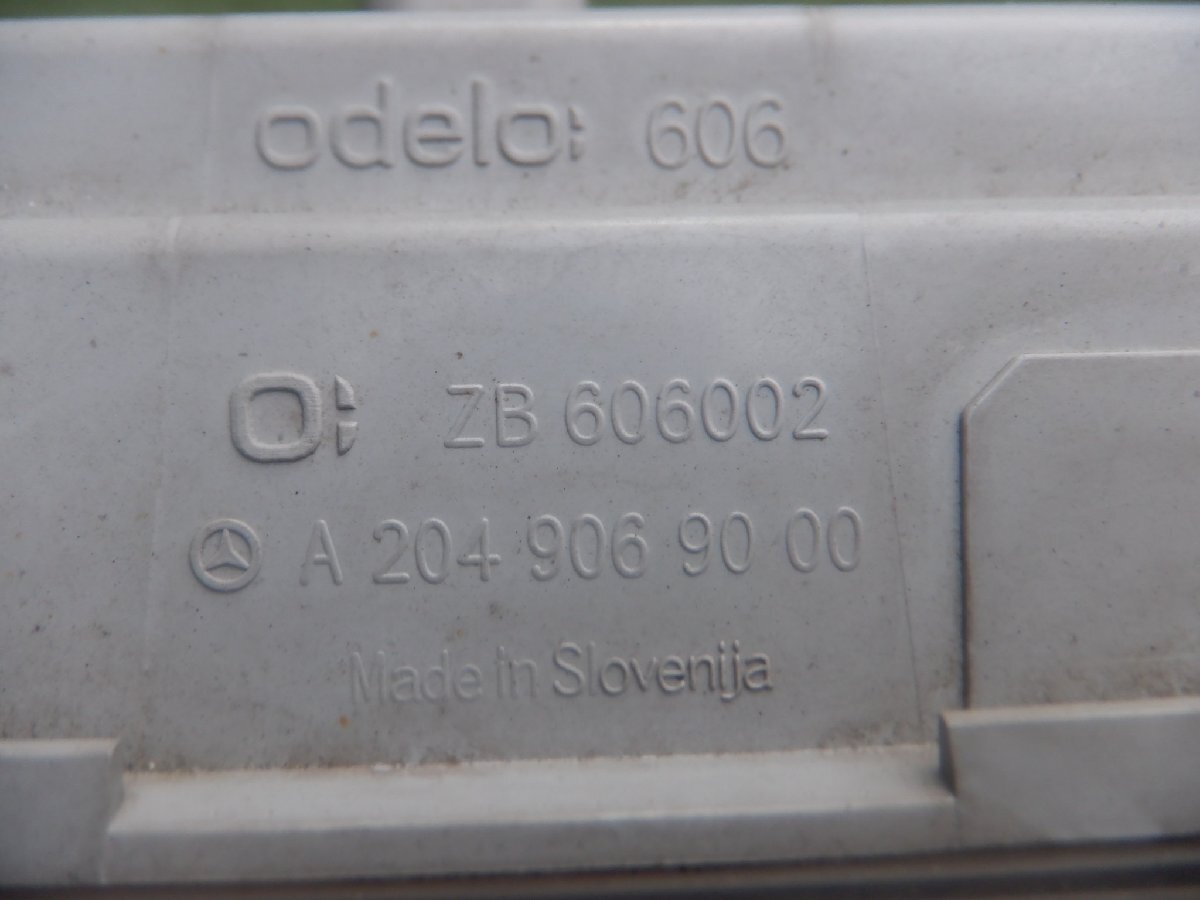 odelo: 606
O: ZB 606002
A 204 906 90 00
Made in Slovenija